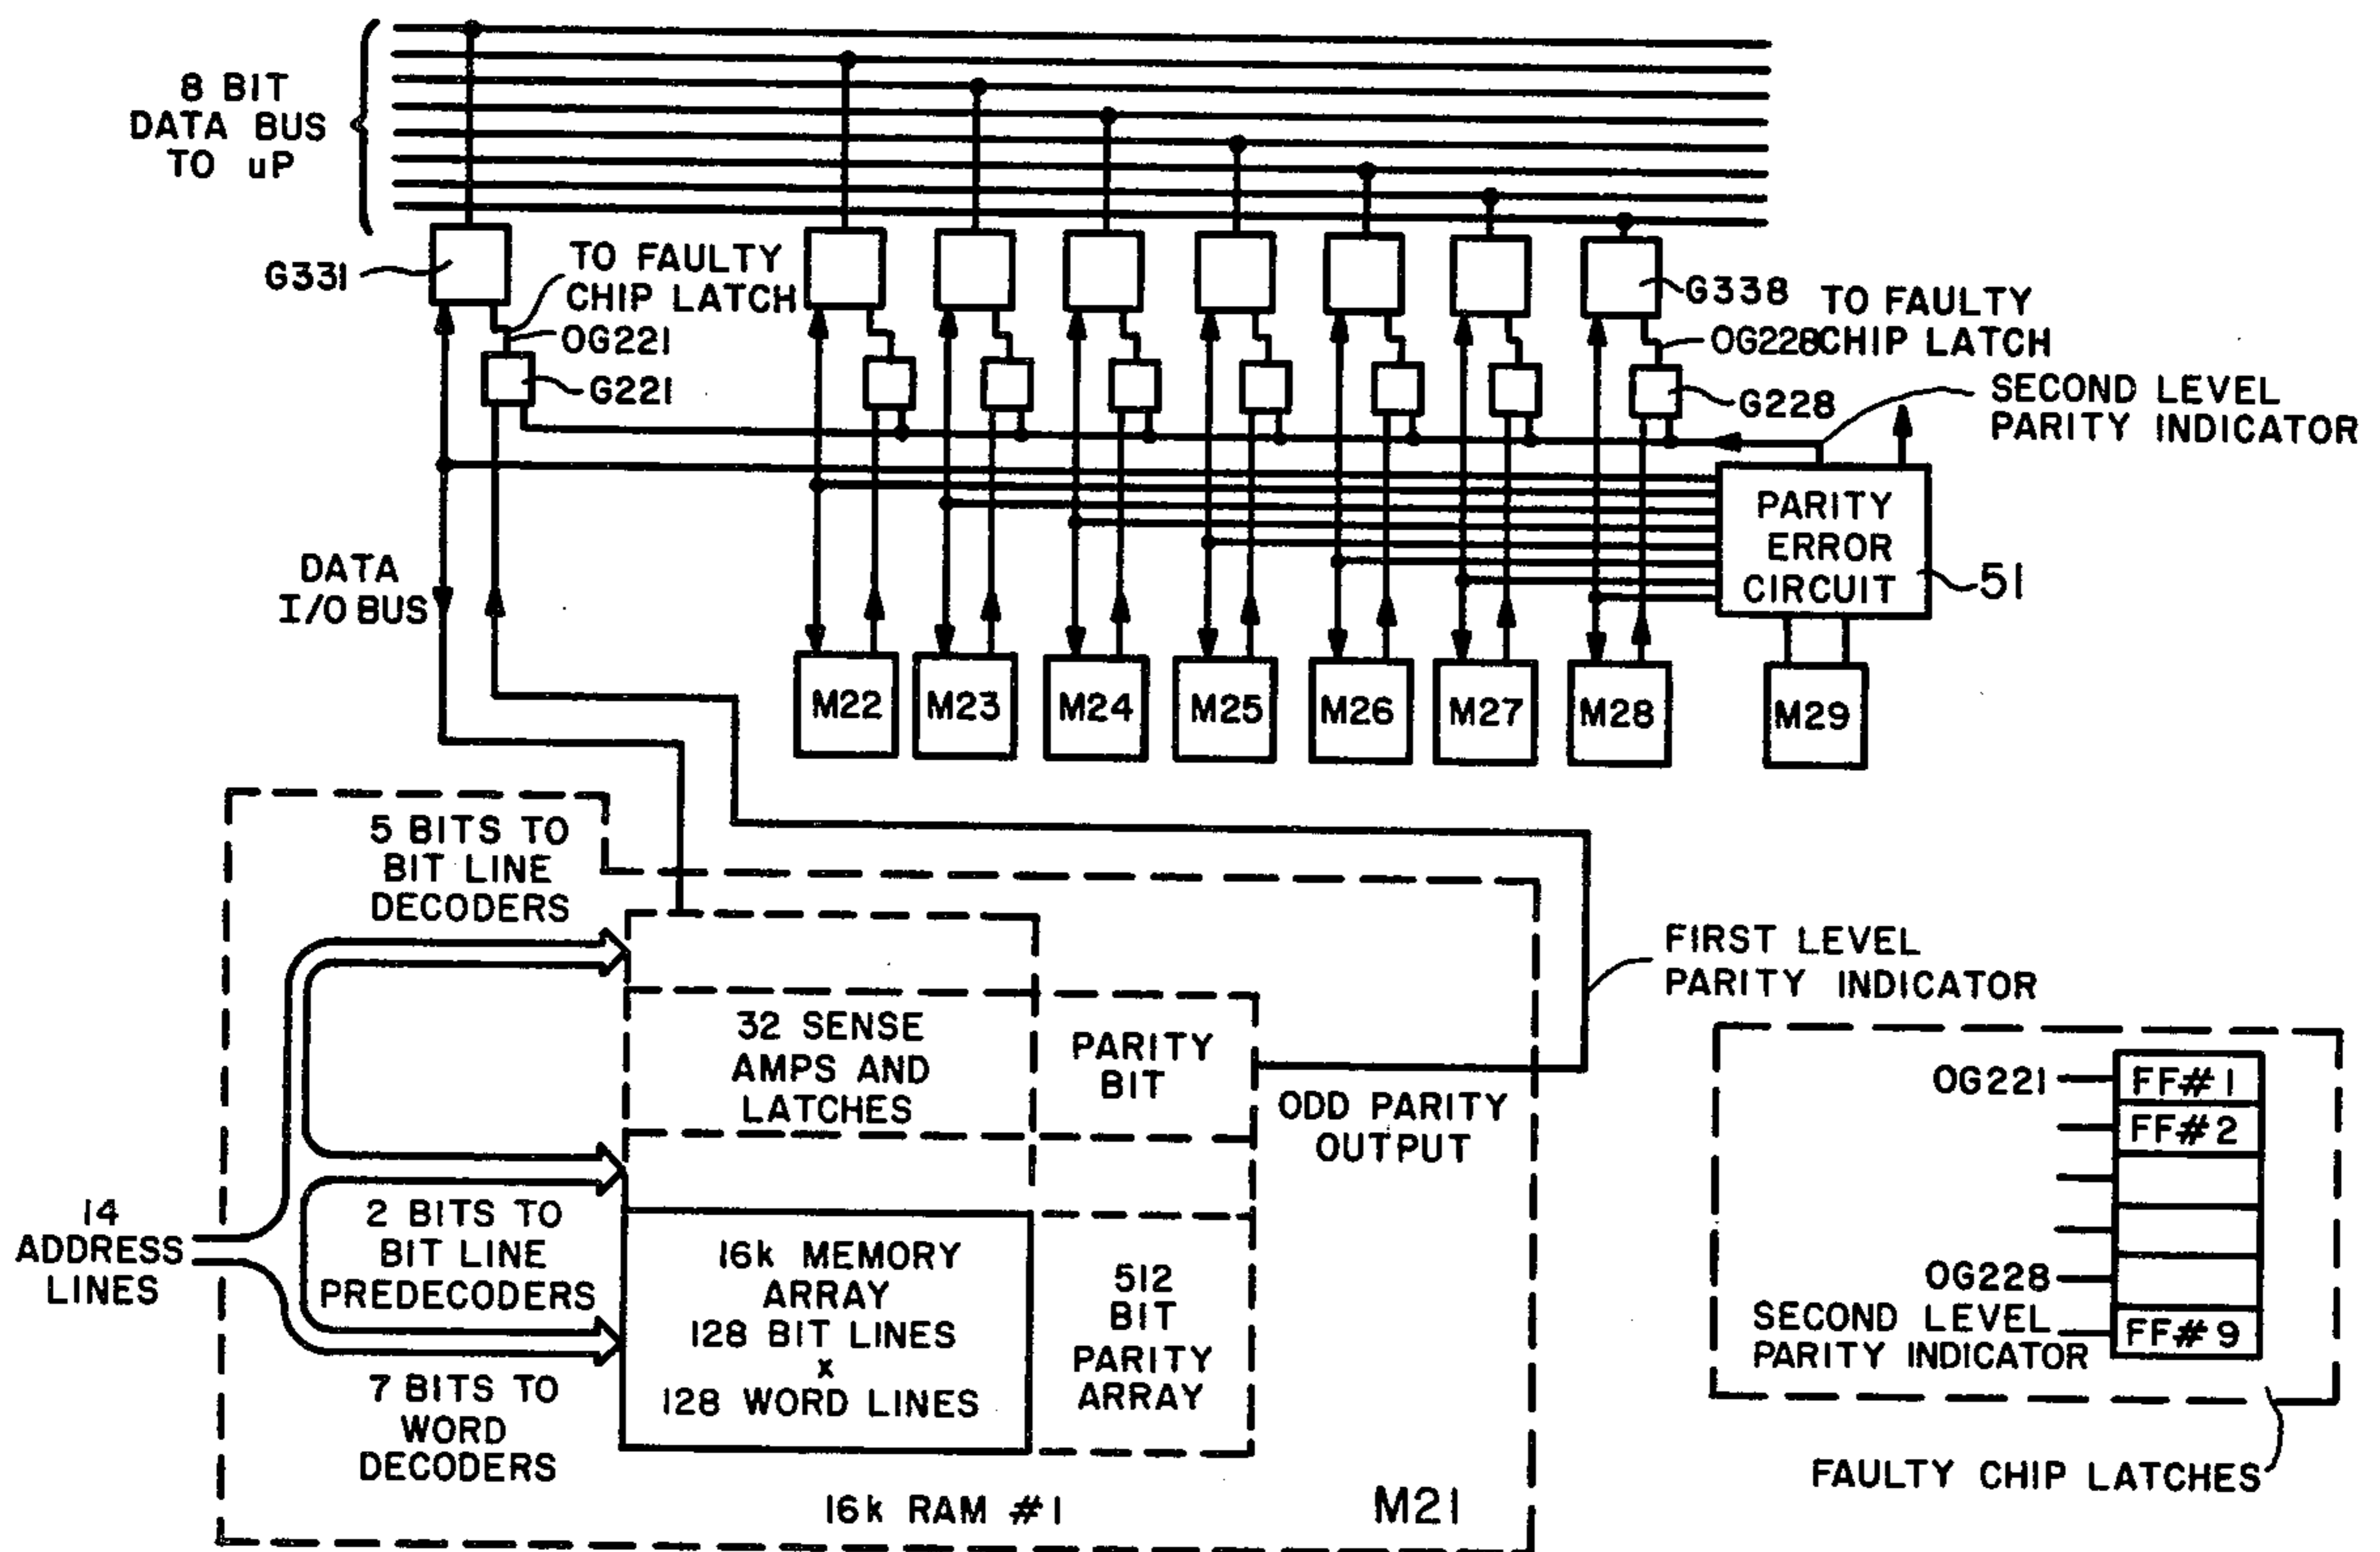 8 BIT
DATA BUS
TO uP
G331
TO FAULTY
CHIP LATCH
OG221
G221
G338
TO FAULTY
OG228 CHIP LATCH
G228
SECOND LEVEL
PARITY INDICATOR
PARITY
ERROR
CIRCUIT
51
DATA
I/O BUS
M22
M23
M24
M25
M26
M27
M28
M29
5 BITS TO
BIT LINE
DECODERS
FIRST LEVEL
PARITY INDICATOR
32 SENSE
AMPS AND
LATCHES
PARITY
BIT
ODD PARITY
OUTPUT
14
ADDRESS
LINES
2 BITS TO
BIT LINE
PREDECODERS
16k MEMORY
ARRAY
128 BIT LINES
x
128 WORD LINES
512
BIT
PARITY
ARRAY
7 BITS TO
WORD
DECODERS
16k RAM #1
M21
OG221
FF#1
FF#2
OG228
SECOND LEVEL
PARITY INDICATOR
FF#9
FAULTY CHIP LATCHES